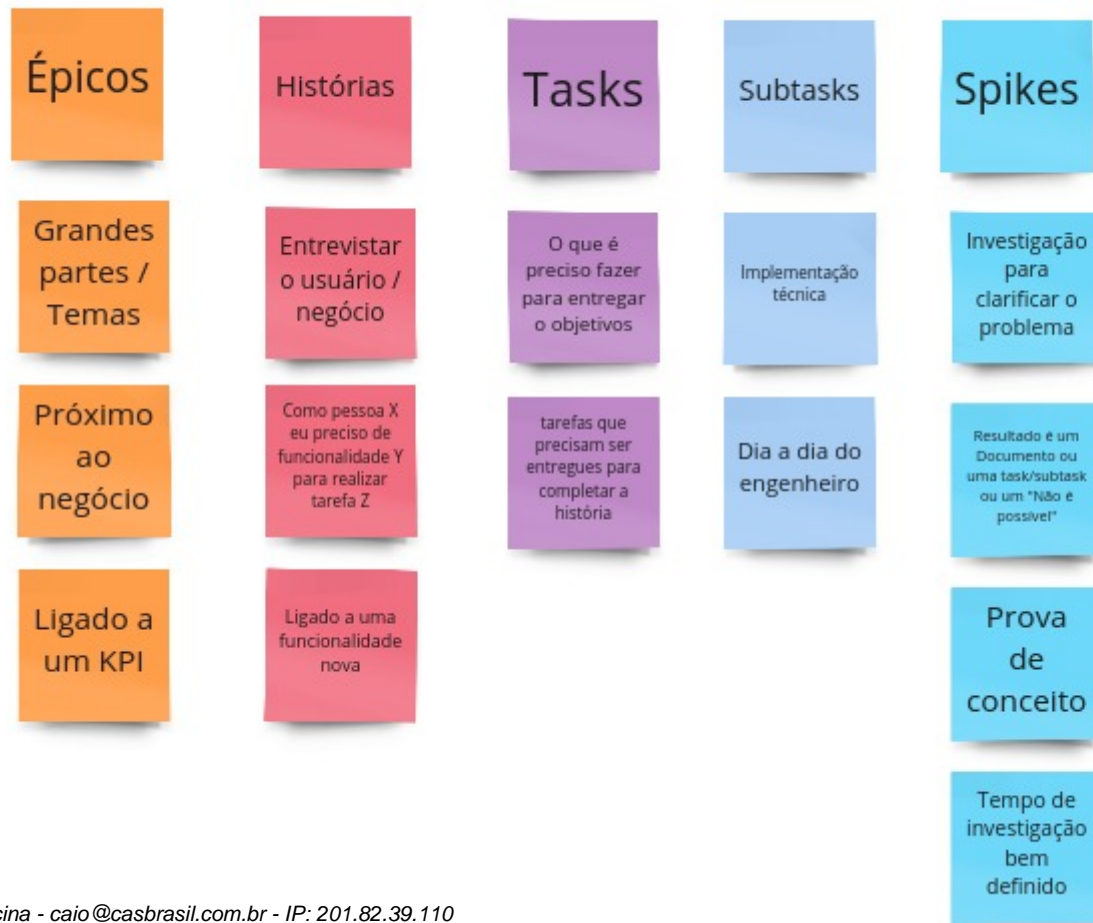 Épicos
Grandes
partes /
Temas
Próximo
ao
negócio
Ligado a
um KPI
Histórias
Entrevistar
o usuário /
negócio
Como pessoa X
eu preciso de
funcionalidade Y
para realizar
tarefa Z
Ligado a uma
funcionalidade
nova
Tasks
O que é
preciso fazer
para entregar
o objetivos
tarefas que
precisam ser
entregues para
completar a
história
Subtasks
Implementação
técnica
Dia a dia do
engenheiro
Spikes
Investigação
para
clarificar o
problema
Resultado é um
Documento ou
uma task/subtask
ou um "Não é
possível"
Prova
de
conceito
Tempo de
investigação
bem
definido
cina - caio@casbrasil.com.br - IP: 201.82.39.110